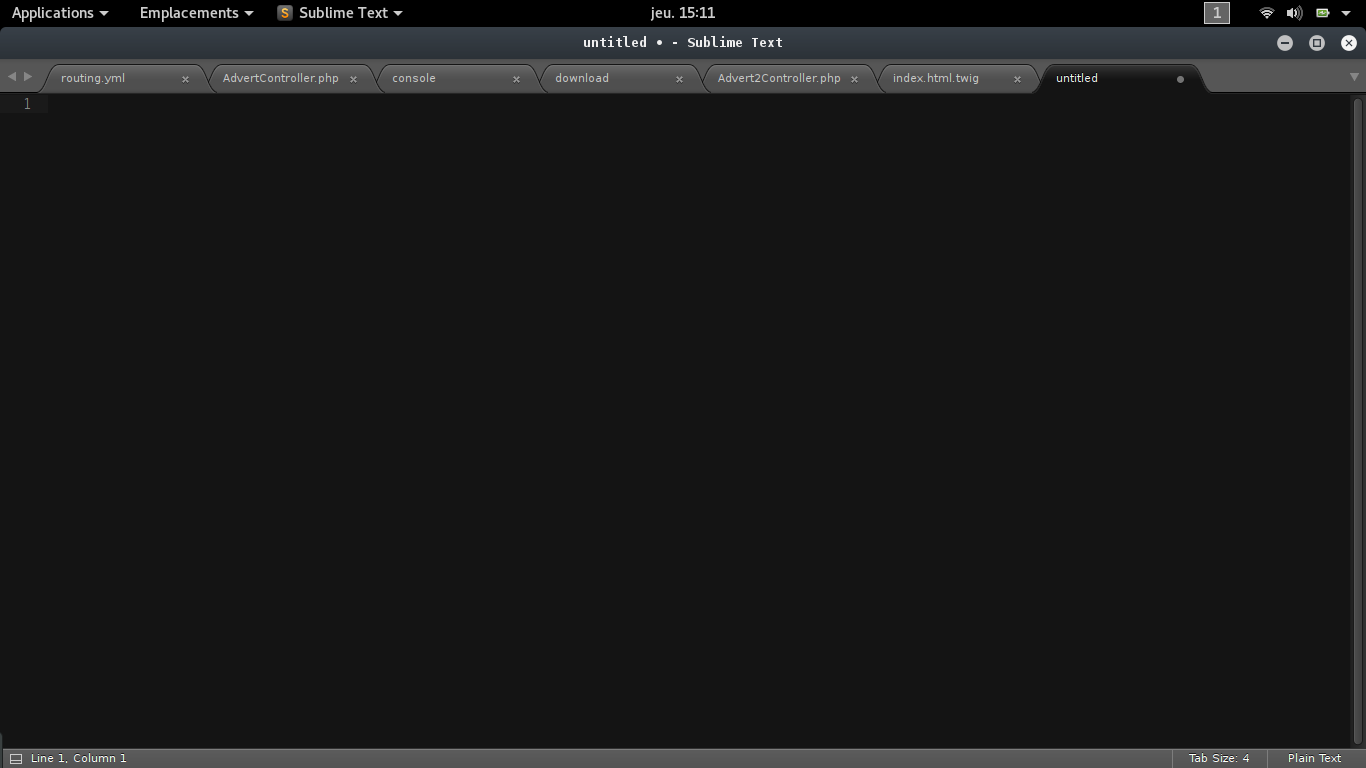 Applications Emplacements Sublime Text jeu. 15:11 1
untitled • - Sublime Text
routing.yml AdvertController.php console download Advert2Controller.php index.html.twig untitled
1
Line 1, Column 1 Tab Size: 4 Plain Text